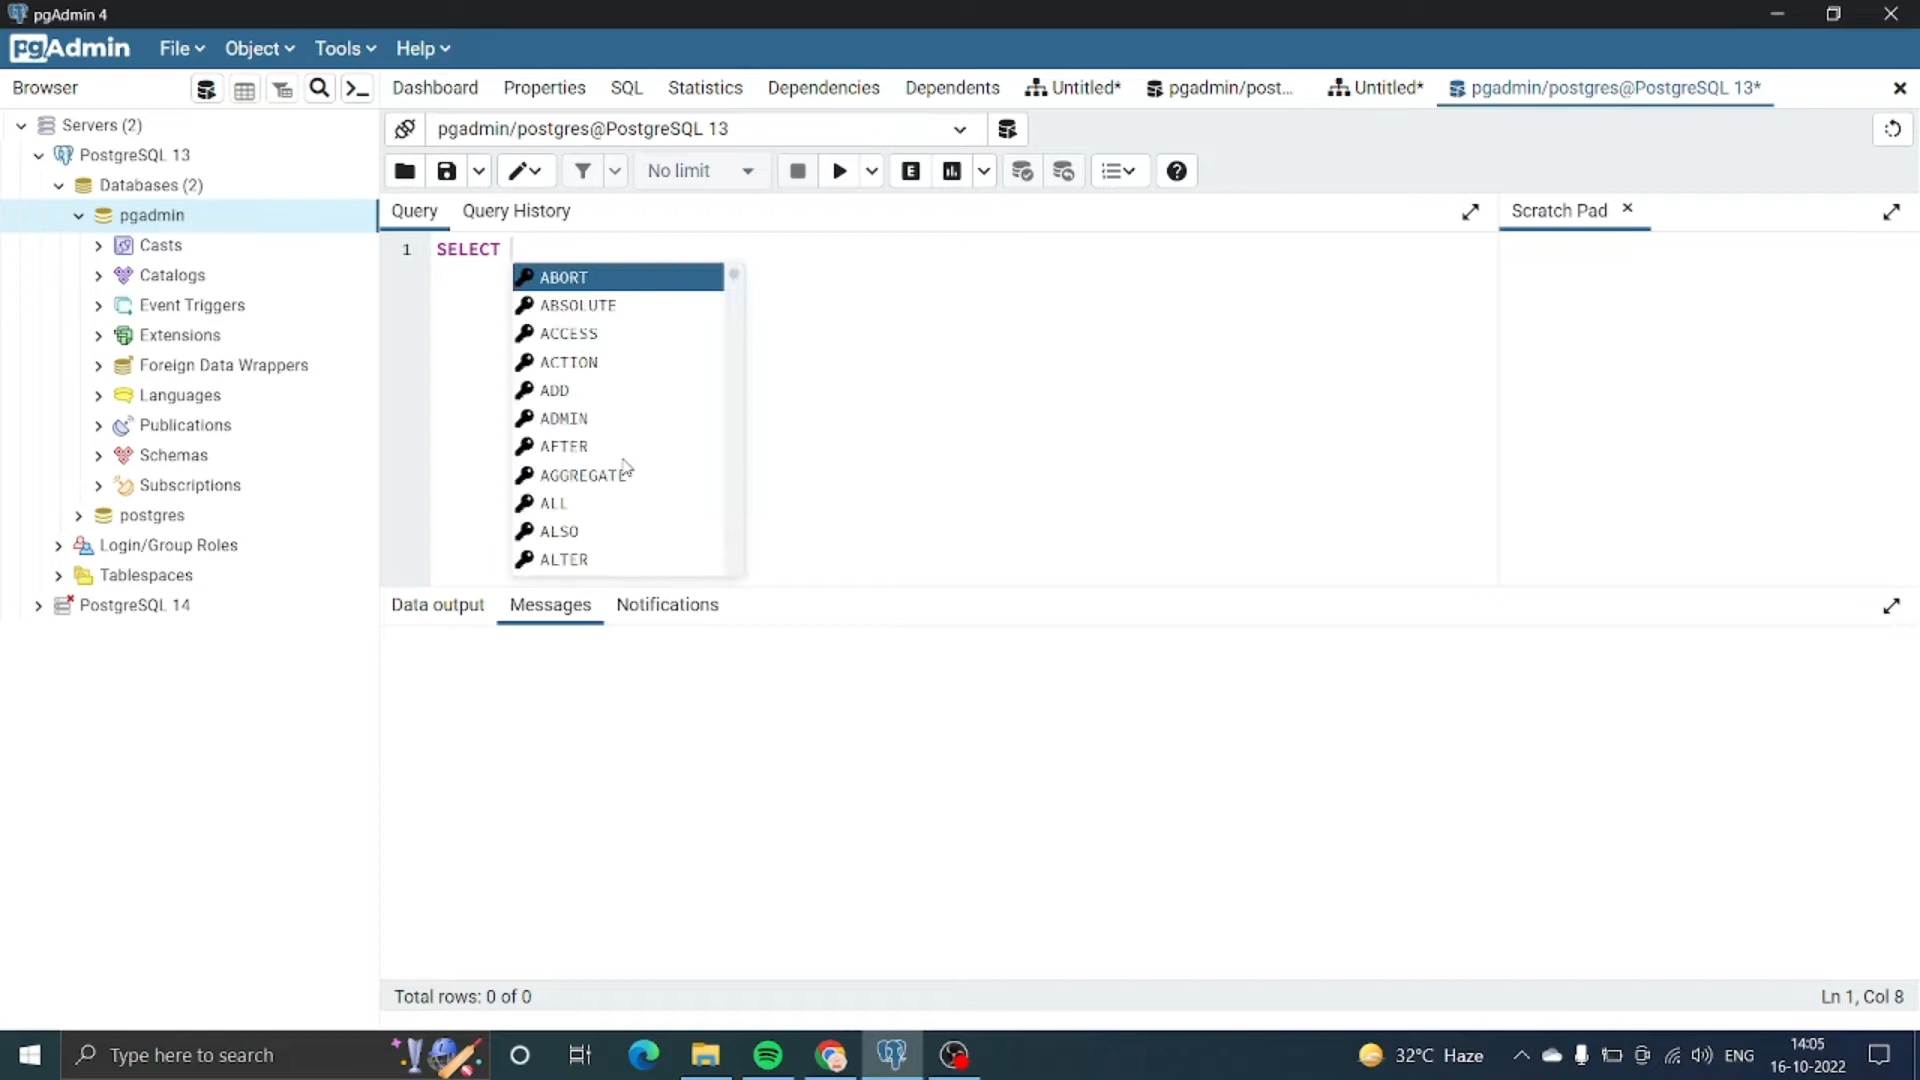 pgAdmin 4
pgAdmin File Object Tools Help
Browser
Dashboard Properties SQL Statistics Dependencies Dependents Untitled* pgadmin/post... Untitled* pgadmin/postgres@PostgreSQL 13*
Servers (2)
PostgreSQL 13
Databases (2)
pgadmin
Casts
Catalogs
Event Triggers
Extensions
Foreign Data Wrappers
Languages
Publications
Schemas
Subscriptions
postgres
Login/Group Roles
Tablespaces
PostgreSQL 14
pgadmin/postgres@PostgreSQL 13
No limit
E
Query Query History
Scratch Pad
1 SELECT
ABORT
ABSOLUTE
ACCESS
ACTION
ADD
ADMIN
AFTER
AGGREGATE
ALL
ALSO
ALTER
Data output Messages Notifications
Total rows: 0 of 0
Ln 1, Col 8
Type here to search
32°C Haze
ENG
14:05
16-10-2022